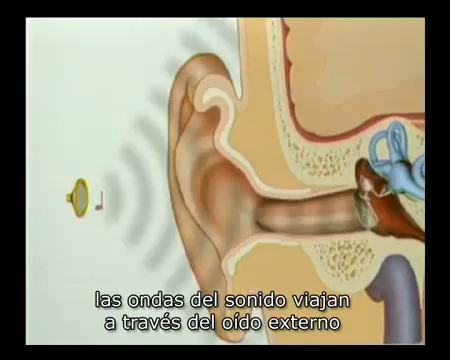 las ondas del sonido viajan
a través del oído externo